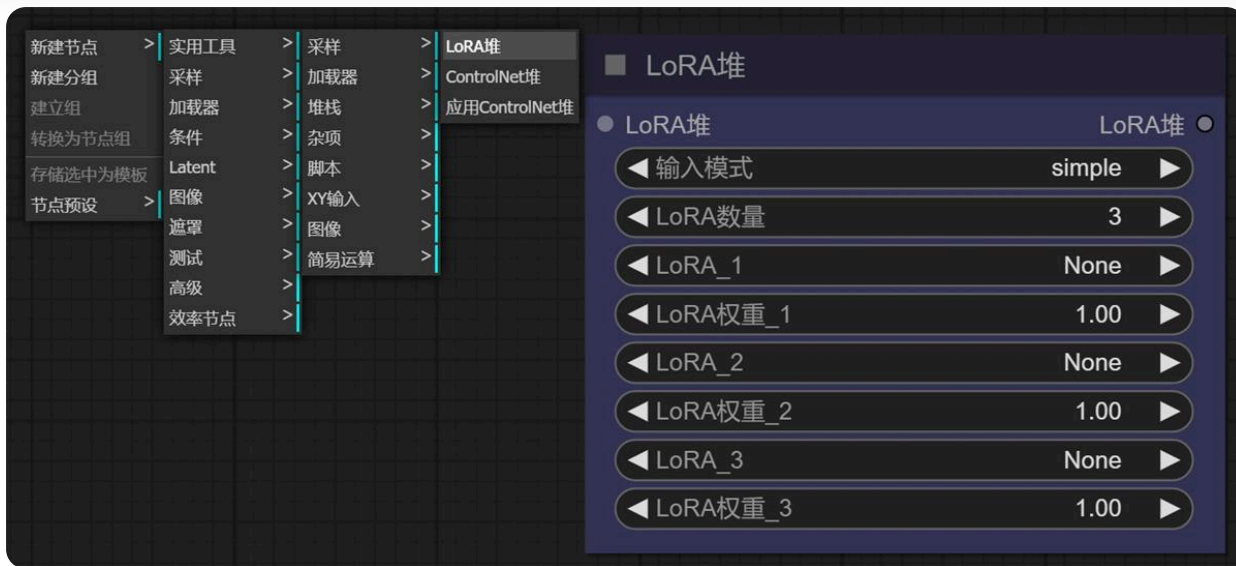 新建节点 >
新建分组
建立组
转换为节点组
存储选中为模板
节点预设 >
实用工具 >
采样 >
加载器 >
条件 >
Latent >
图像 >
遮罩 >
测试 >
高级 >
效率节点 >
采样 >
加载器 >
堆栈 >
杂项 >
脚本 >
XY输入 >
图像 >
简易运算 >
LoRA堆
ControlNet堆
应用ControlNet堆
LoRA堆
LoRA堆 LoRA堆
输入模式 simple
LoRA数量 3
LoRA_1 None
LoRA权重_1 1.00
LoRA_2 None
LoRA权重_2 1.00
LoRA_3 None
LoRA权重_3 1.00